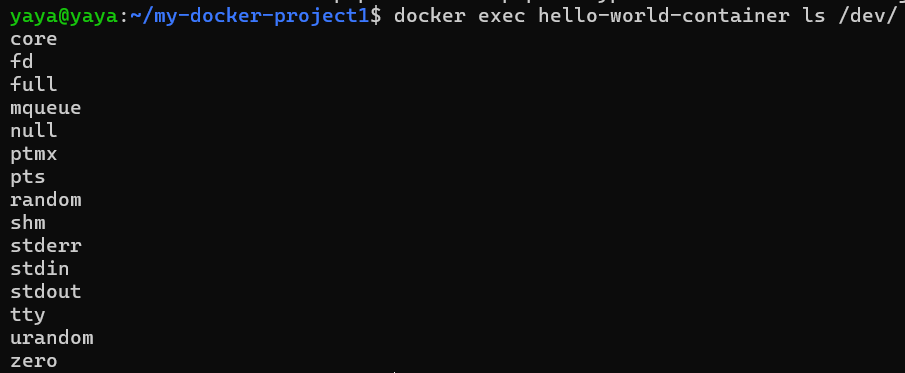 yaya@yaya:~/my-docker-project1$ docker exec hello-world-container ls /dev/
core
fd
full
mqueue
null
ptmx
pts
random
shm
stderr
stdin
stdout
tty
urandom
zero